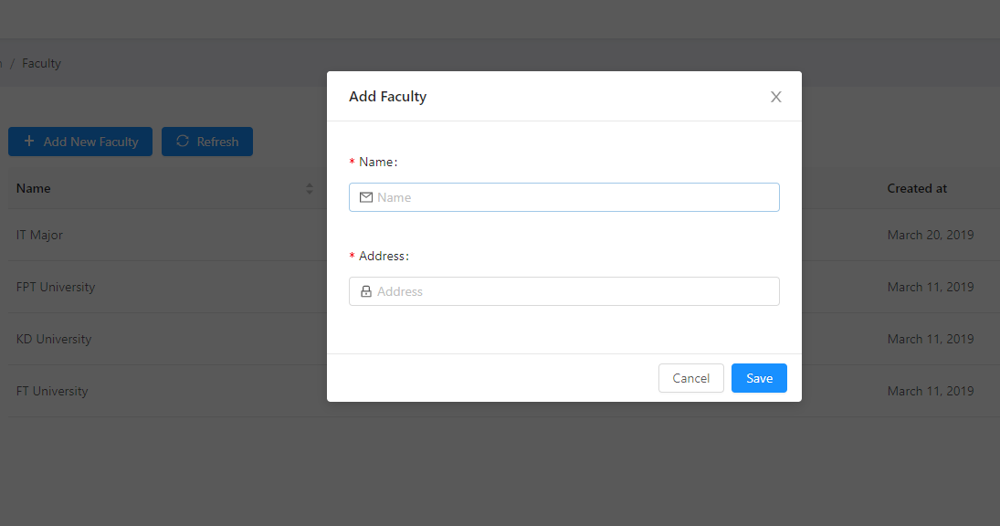 / Faculty
Add Faculty
+ Add New Faculty Refresh
* Name:
Name Created at
Name
IT Major March 20, 2019
* Address:
FPT University March 11, 2019
Address
KD University March 11, 2019
Cancel Save
FT University March 11, 2019